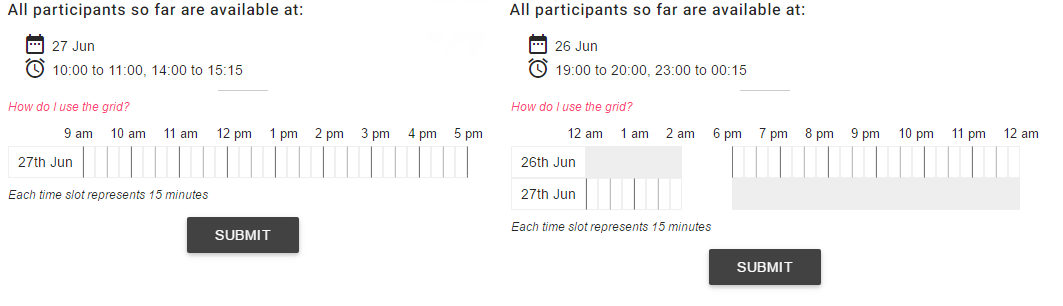 All participants so far are available at:
27 Jun
10:00 to 11:00, 14:00 to 15:15
How do I use the grid?
9 am 10 am 11 am 12 pm 1 pm 2 pm 3 pm 4 pm 5 pm
27th Jun
Each time slot represents 15 minutes
SUBMIT
All participants so far are available at:
26 Jun
19:00 to 20:00, 23:00 to 00:15
How do I use the grid?
12 am 1 am 2 am 6 pm 7 pm 8 pm 9 pm 10 pm 11 pm 12 am
26th Jun
27th Jun
Each time slot represents 15 minutes
SUBMIT